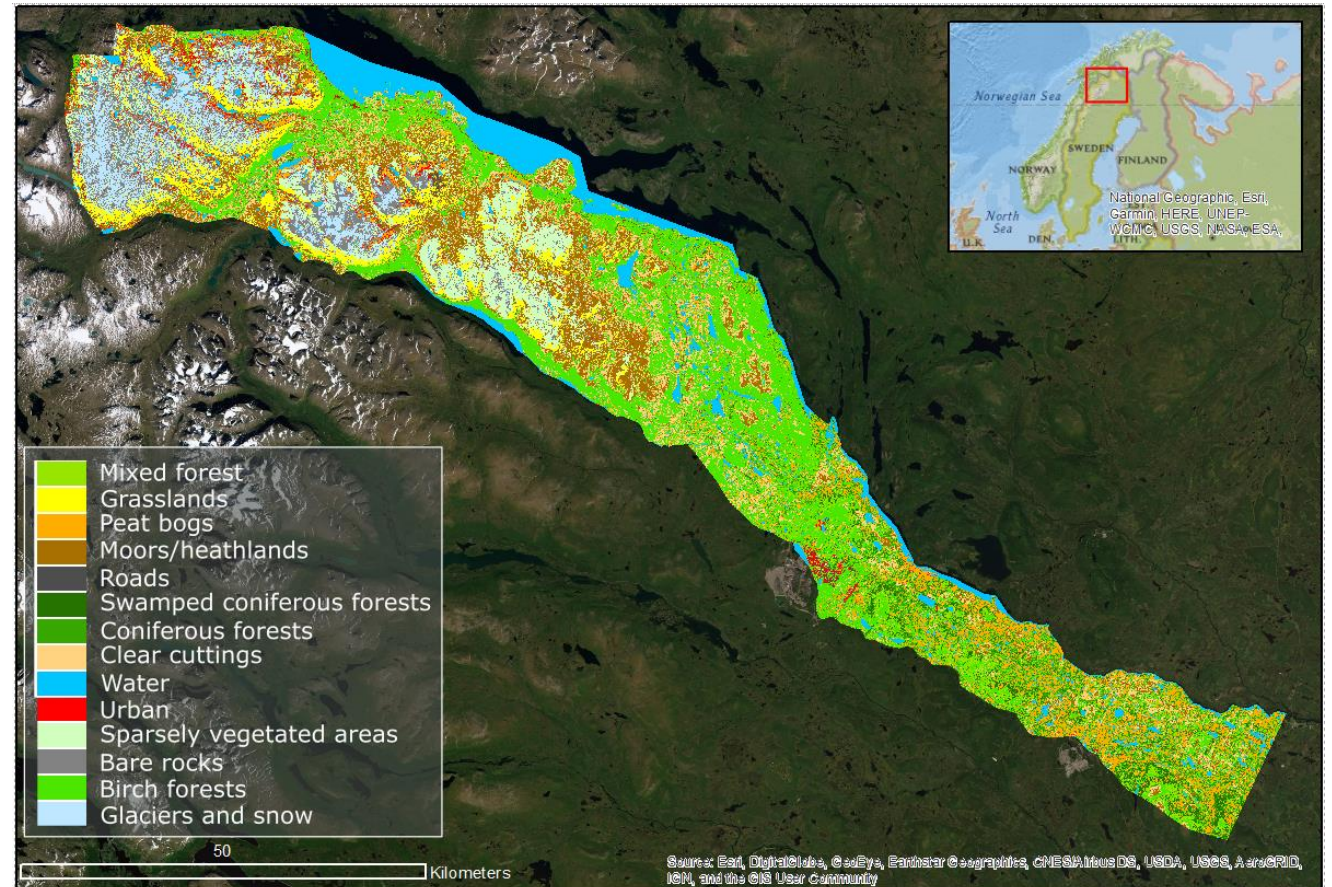 Norwegian Sea
SWEDEN
FINLAND
NORWAY
National Geographic, Esri,
Garmin, HERE, UNEP-
WCMC, USGS, NASA, ESA,
North
Sea
U.K.
DEN.
LITH.
Mixed forest
Grasslands
Peat bogs
Moors/heathlands
Roads
Swamped coniferous forests
Coniferous forests
Clear cuttings
Water
Urban
Sparsely vegetated areas
Bare rocks
Birch forests
Glaciers and snow
50
Kilometers
Source: Esri, DigitalGlobe, GeoEye, Earthstar Geographics, CNES/Airbus DS, USDA, USGS, AeroGRID,
IGN, and the GIS User Community